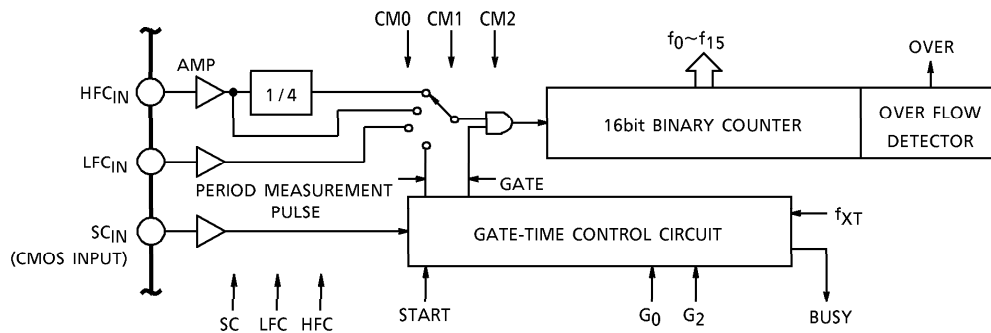 CM0 CM1 CM2
f0~f15
OVER
AMP
HFCIN
1/4
16bit BINARY COUNTER
OVER FLOW
DETECTOR
LFCIN
PERIOD MEASUREMENT
PULSE
GATE
SCIN
(CMOS INPUT)
GATE-TIME CONTROL CIRCUIT
fXT
SC LFC HFC
START
G0 G2
BUSY